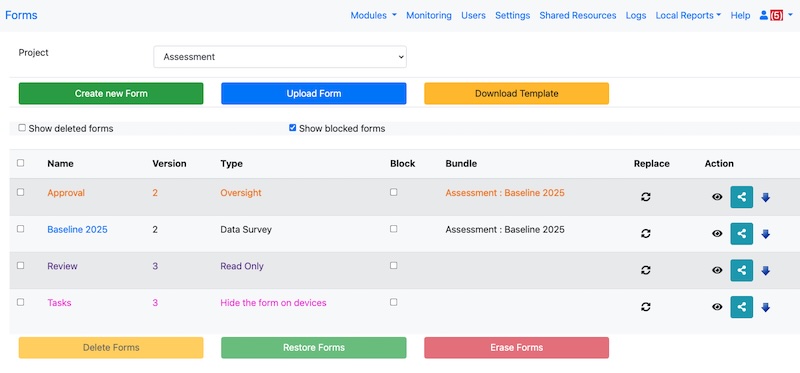 Forms Modules Monitoring Users Settings Shared Resources Logs Local Reports Help (5)
Project Assessment
Create new Form Upload Form Download Template
Show deleted forms Show blocked forms
Name Version Type Block Bundle Replace Action
Approval 2 Oversight Assessment : Baseline 2025
Baseline 2025 2 Data Survey Assessment : Baseline 2025
Review 3 Read Only
Tasks 3 Hide the form on devices
Delete Forms Restore Forms Erase Forms